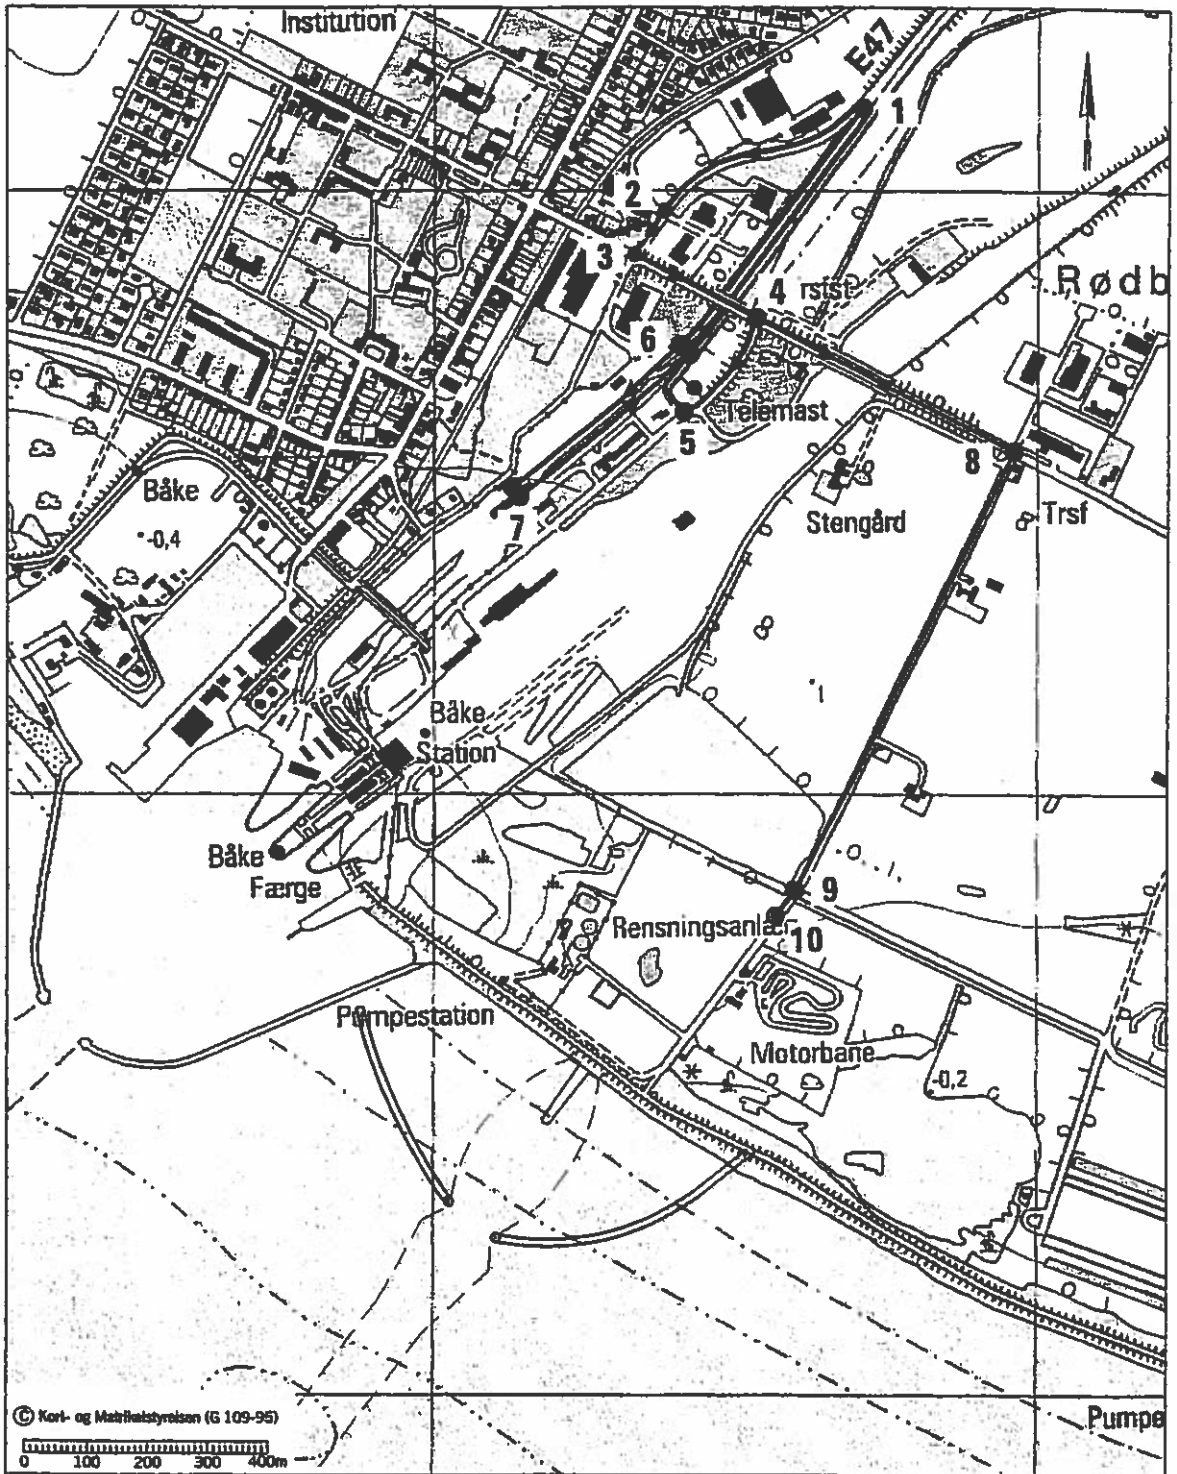 Institution
E47
1
2
3
4
rstst
Rødb
6
Telemast
5
8
Båke
7
Stengård
Trsf
-0,4
1
Båke
Station
Båke
Færge
9
1
Rensningsanlæg
10
Pumpestation
Motorbane
-0,2
© Kort- og Matrikelstyrelsen (G 109-95)
0 100 200 300 400m
Pumpe